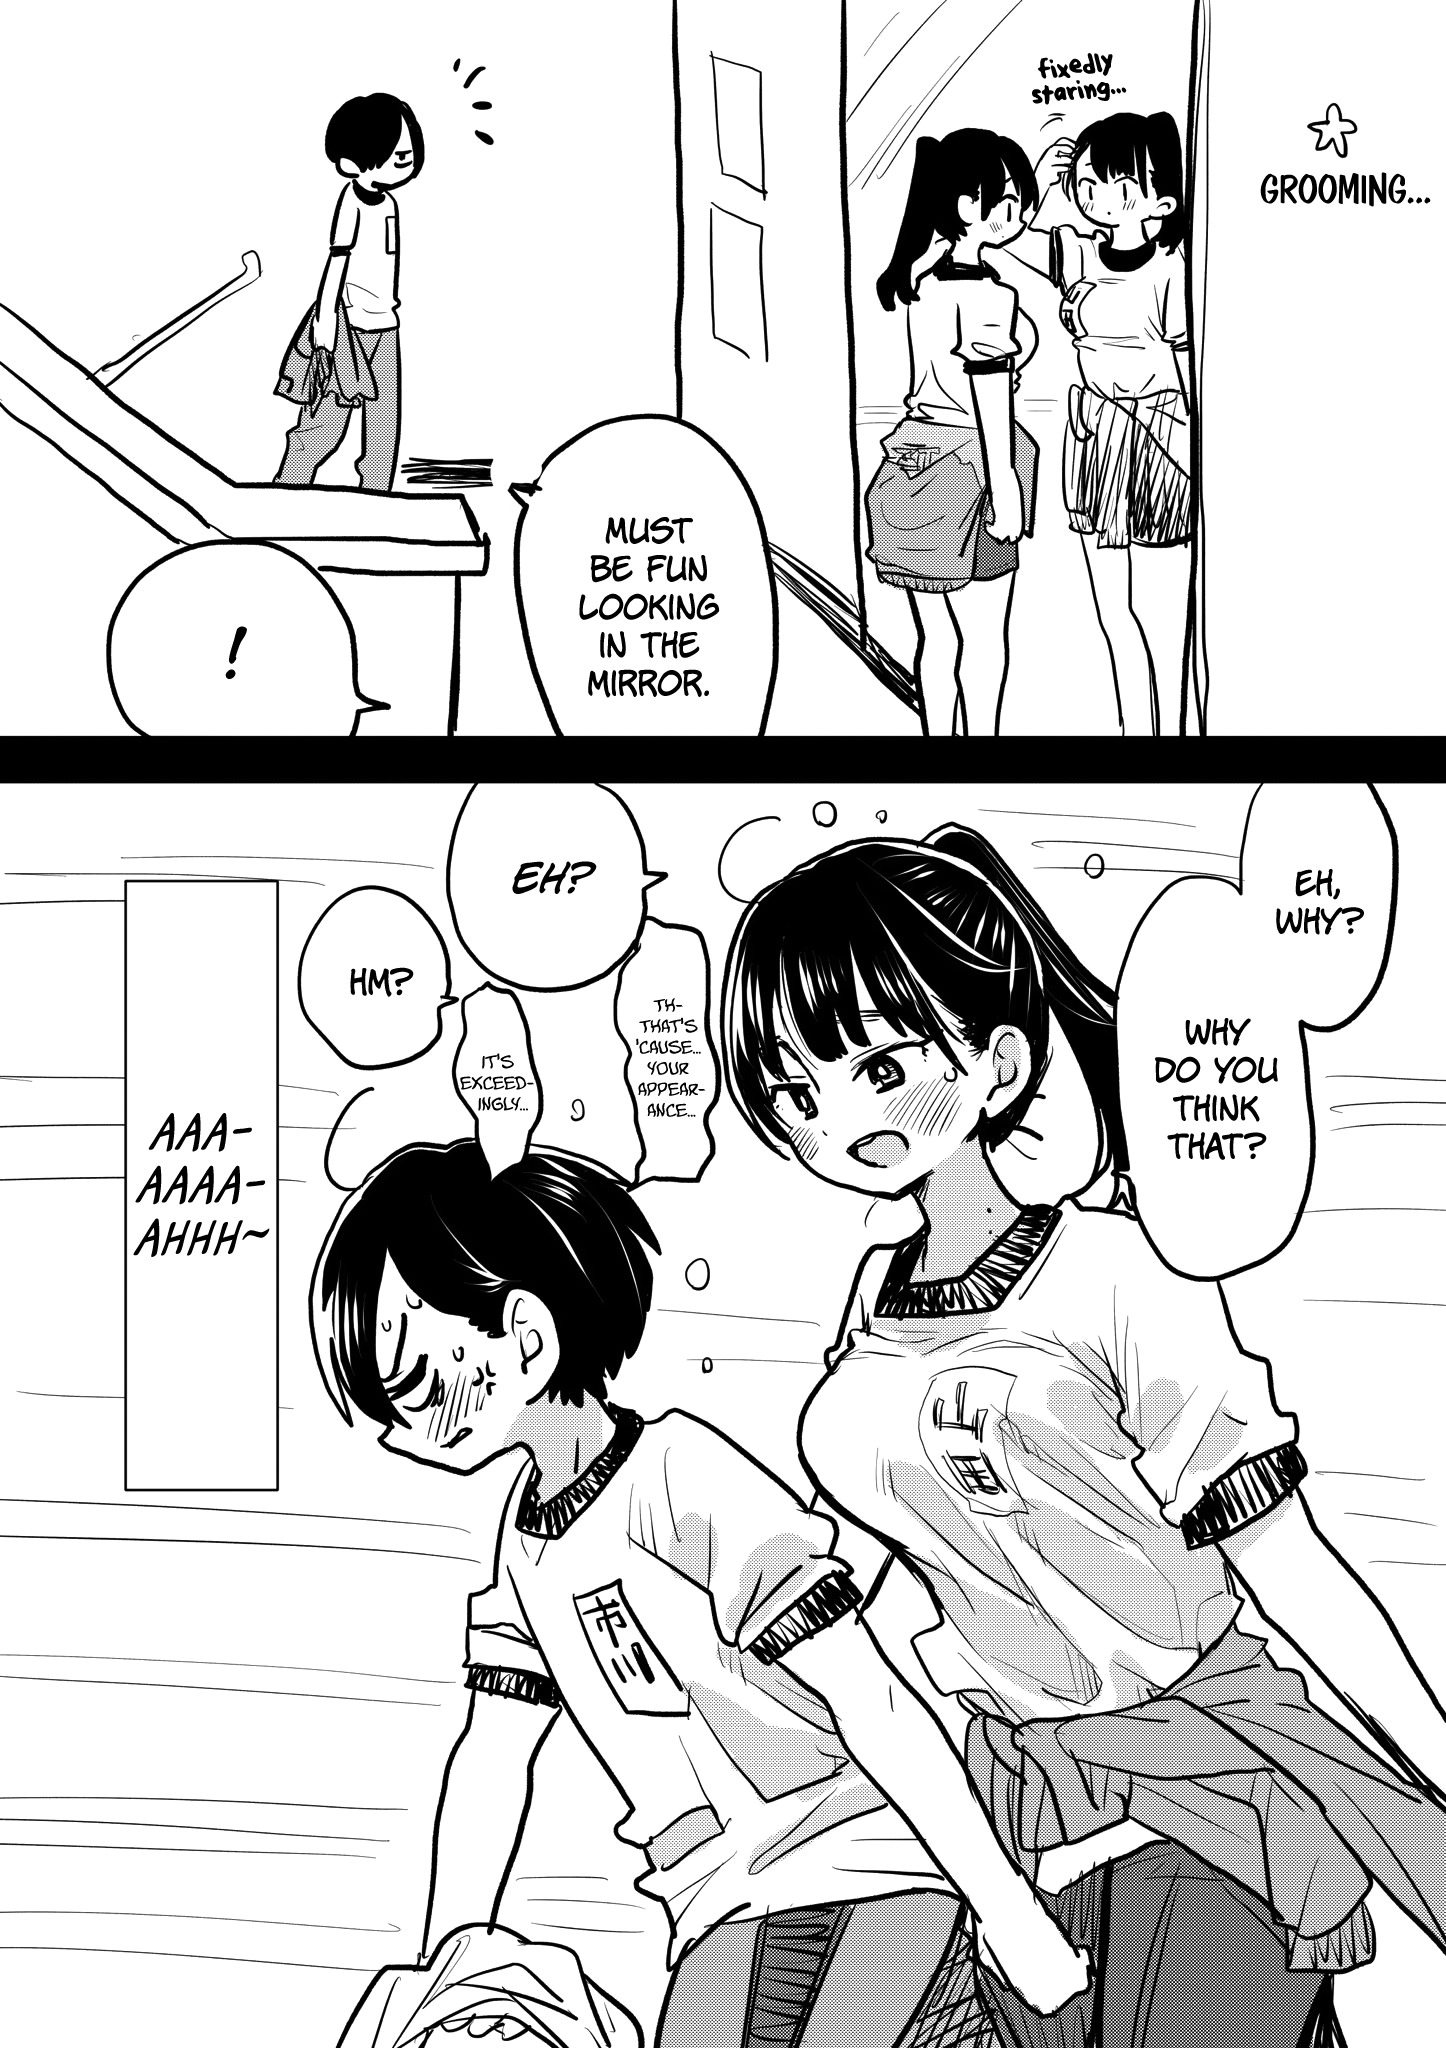 GROOMING...
fixedly
staring...
MUST
BE FUN
LOOKING
IN THE
MIRROR.
!
EH,
WHY?
WHY
DO YOU
THINK
THAT?
TH-
THAT'S
'CAUSE...
YOUR
APPEAR-
ANCE...
EH?
IT'S
EXCEED-
INGLY...
HM?
AAA-
AAAA-
AHHH~
山田
市川